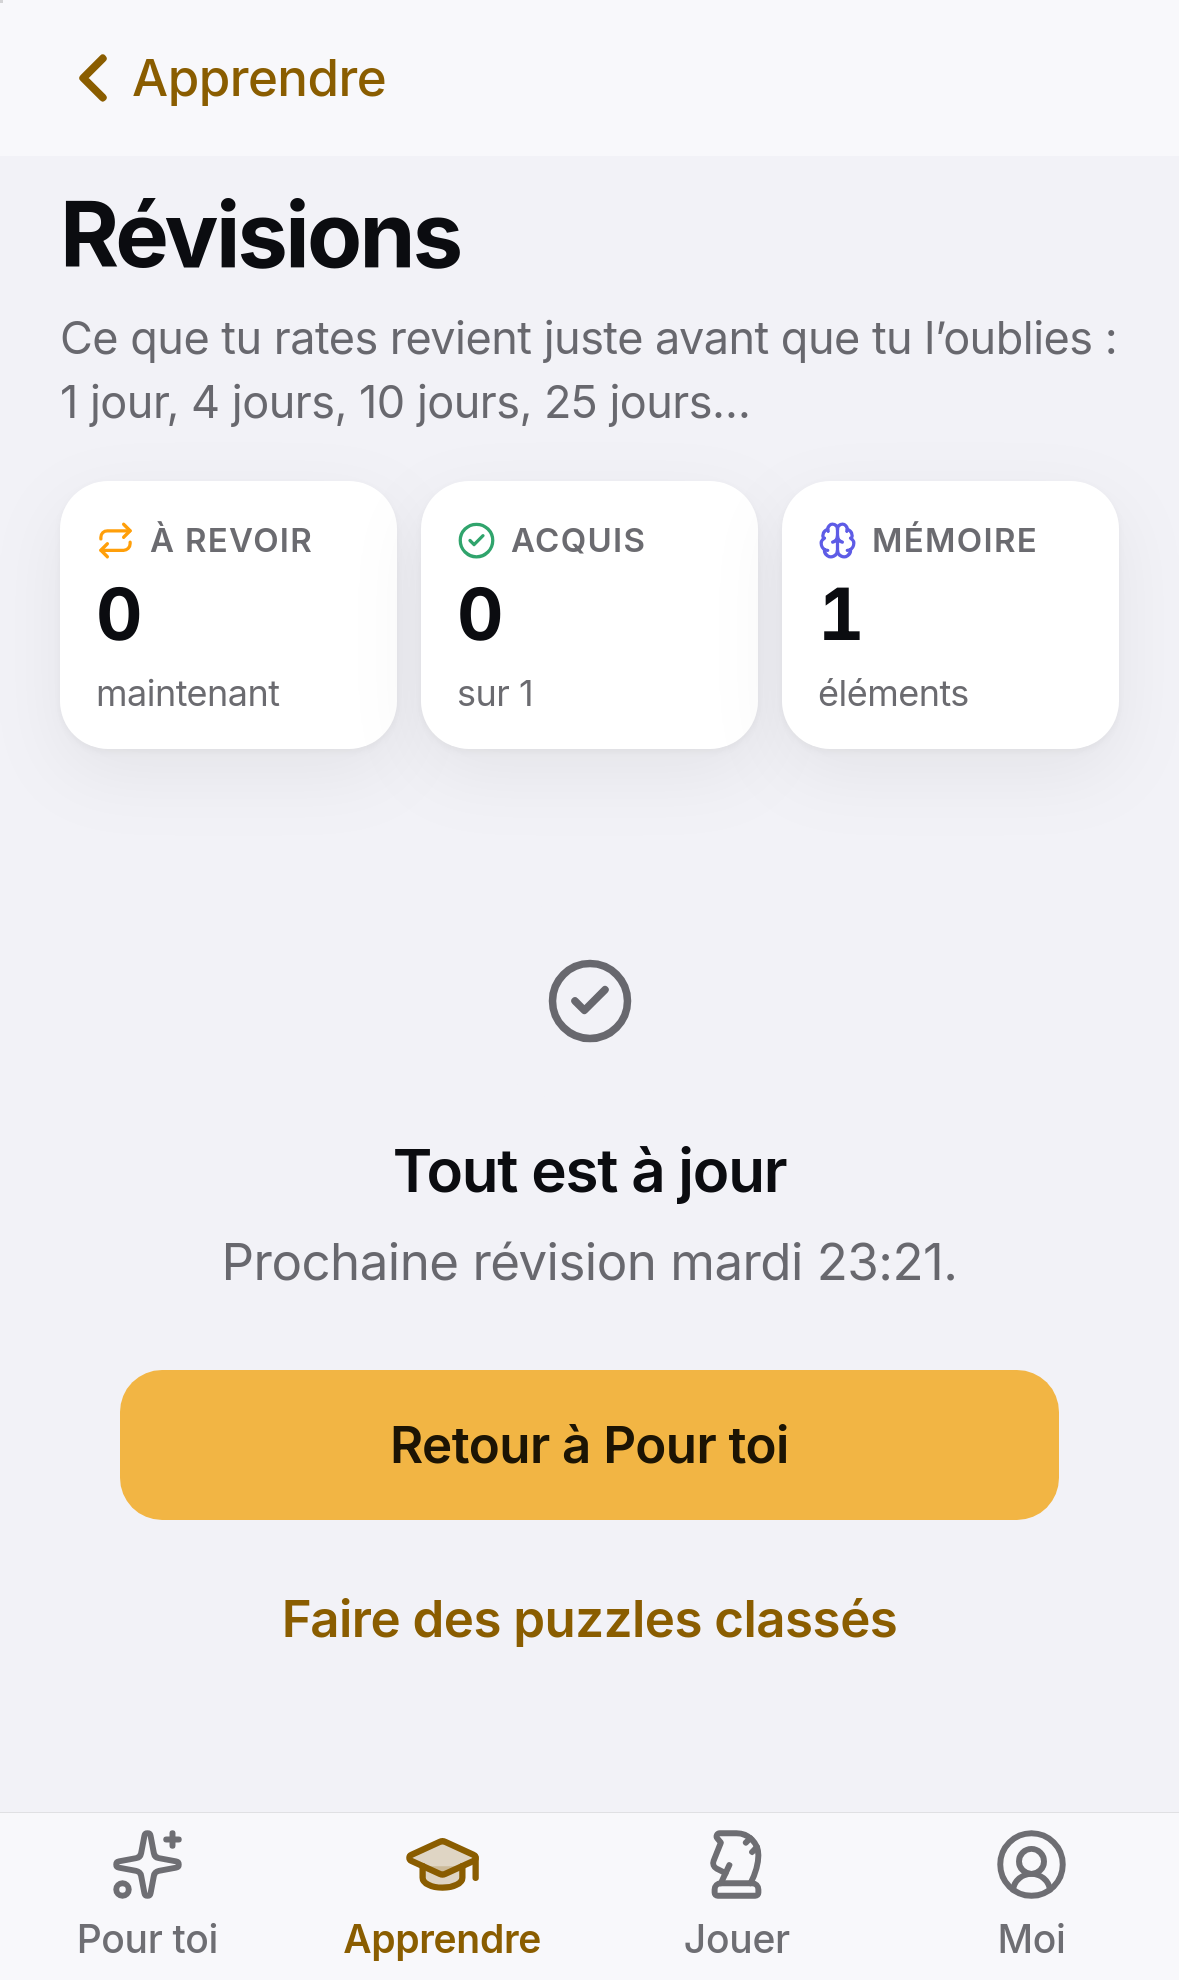 Apprendre
Révisions
Ce que tu rates revient juste avant que tu l’oublies :
1 jour, 4 jours, 10 jours, 25 jours…
À REVOIR
0
maintenant
ACQUIS
0
sur 1
MÉMOIRE
1
éléments
Tout est à jour
Prochaine révision mardi 23:21.
Retour à Pour toi
Faire des puzzles classés
Pour toi
Apprendre
Jouer
Moi